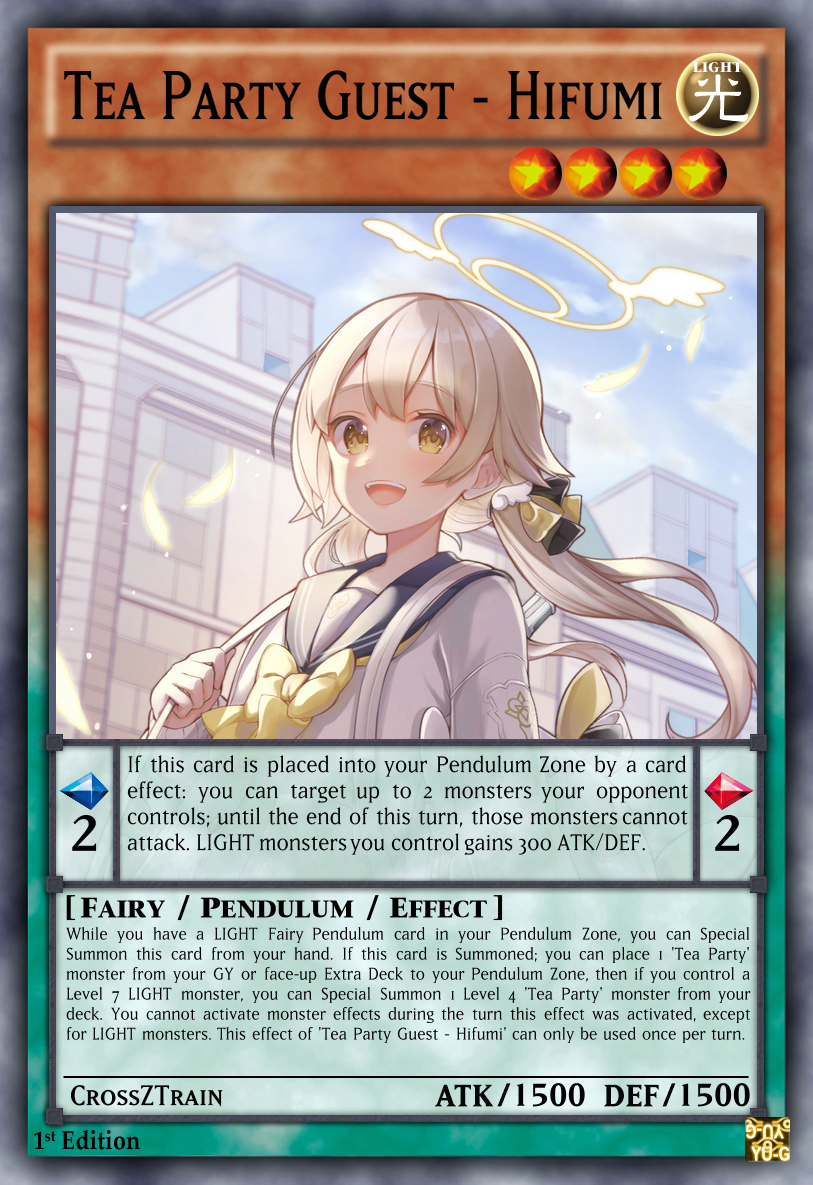 Tea Party Guest - Hifumi
LIGHT
光
If this card is placed into your Pendulum Zone by a card
effect: you can target up to 2 monsters your opponent
controls; until the end of this turn, those monsters cannot
attack. LIGHT monsters you control gains 300 ATK/DEF.
2
2
[ Fairy / Pendulum / Effect ]
While you have a LIGHT Fairy Pendulum card in your Pendulum Zone, you can Special
Summon this card from your hand. If this card is Summoned; you can place 1 'Tea Party'
monster from your GY or face-up Extra Deck to your Pendulum Zone, then if you control a
Level 7 LIGHT monster, you can Special Summon 1 Level 4 'Tea Party' monster from your
deck. You cannot activate monster effects during the turn this effect was activated, except
for LIGHT monsters. This effect of 'Tea Party Guest - Hifumi' can only be used once per turn.
CrossZTrain
ATK/1500 DEF/1500
1st Edition